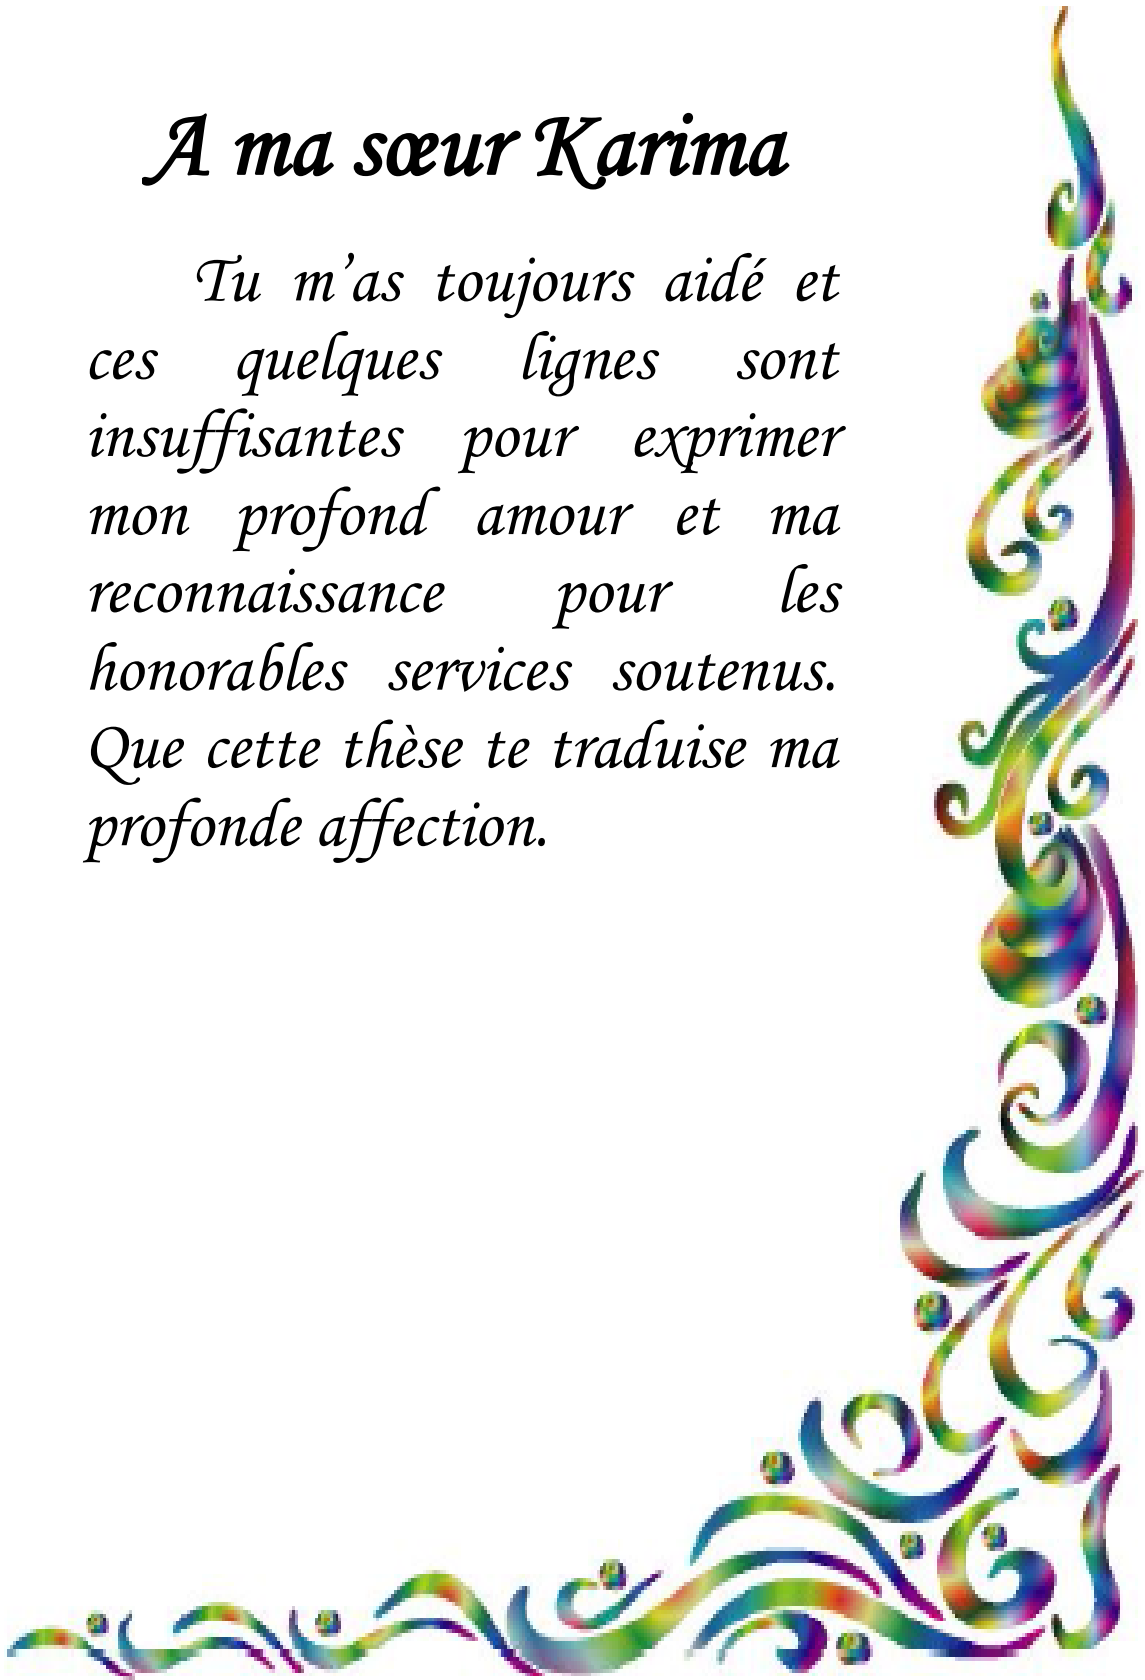 A ma sœur Karima
Tu m’as toujours aidé et
ces quelques lignes sont
insuffisantes pour exprimer
mon profond amour et ma
reconnaissance pour les
honorables services soutenus.
Que cette thèse te traduise ma
profonde affection.